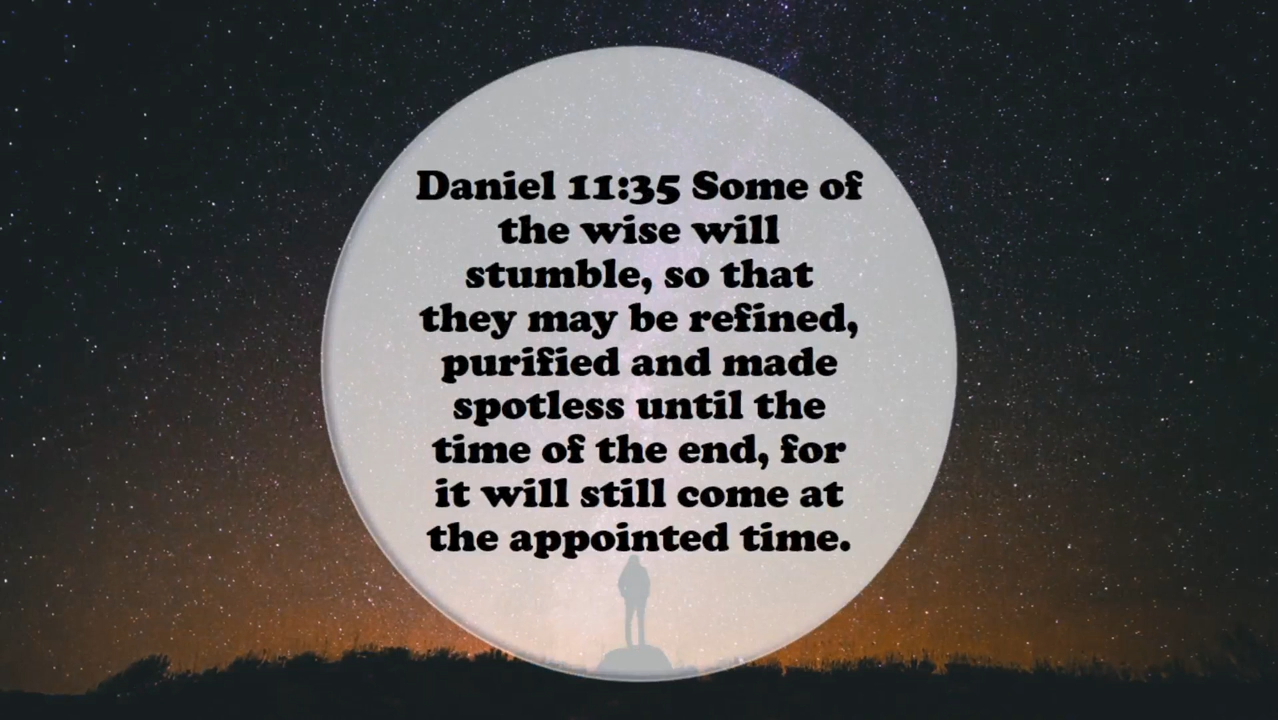 Daniel 11:35 Some of
the wise will
stumble, so that
they may be refined,
purified and made
spotless until the
time of the end, for
it will still come at
the appointed time.